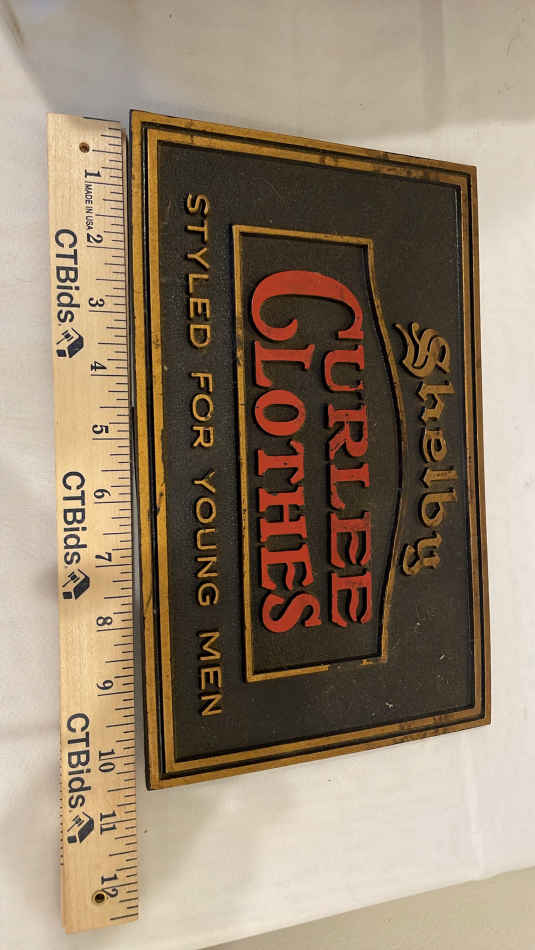 Shelby
CURLEE
CLOTHES
STYLED FOR YOUNG MEN
1 2 3 4 5 6 7 8 9 10 11 12
MADE IN USA
CTBids
CTBids
CTBids